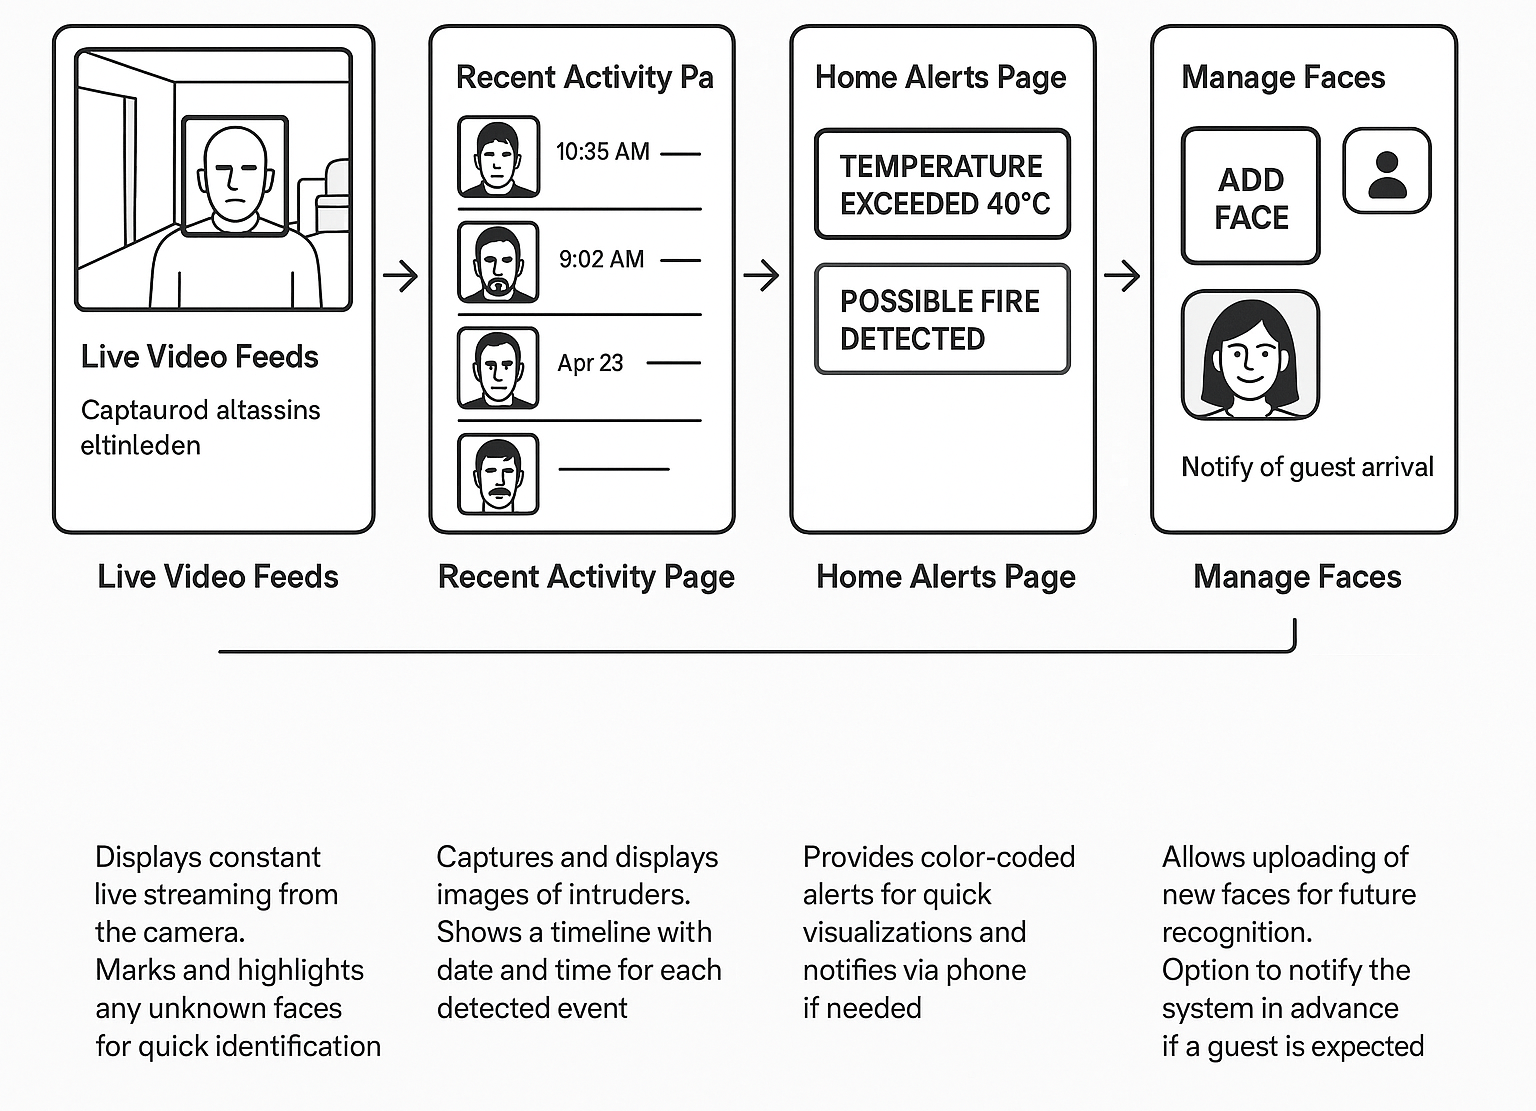 Live Video Feeds
Captaurod altassins
eltinleden
Recent Activity Pa
10:35 AM
9:02 AM
Apr 23
Home Alerts Page
TEMPERATURE
EXCEEDED 40°C
POSSIBLE FIRE
DETECTED
Manage Faces
ADD
FACE
Notify of guest arrival
Live Video Feeds
Recent Activity Page
Home Alerts Page
Manage Faces
Displays constant
live streaming from
the camera.
Marks and highlights
any unknown faces
for quick identification
Captures and displays
images of intruders.
Shows a timeline with
date and time for each
detected event
Provides color-coded
alerts for quick
visualizations and
notifies via phone
if needed
Allows uploading of
new faces for future
recognition.
Option to notify the
system in advance
if a guest is expected